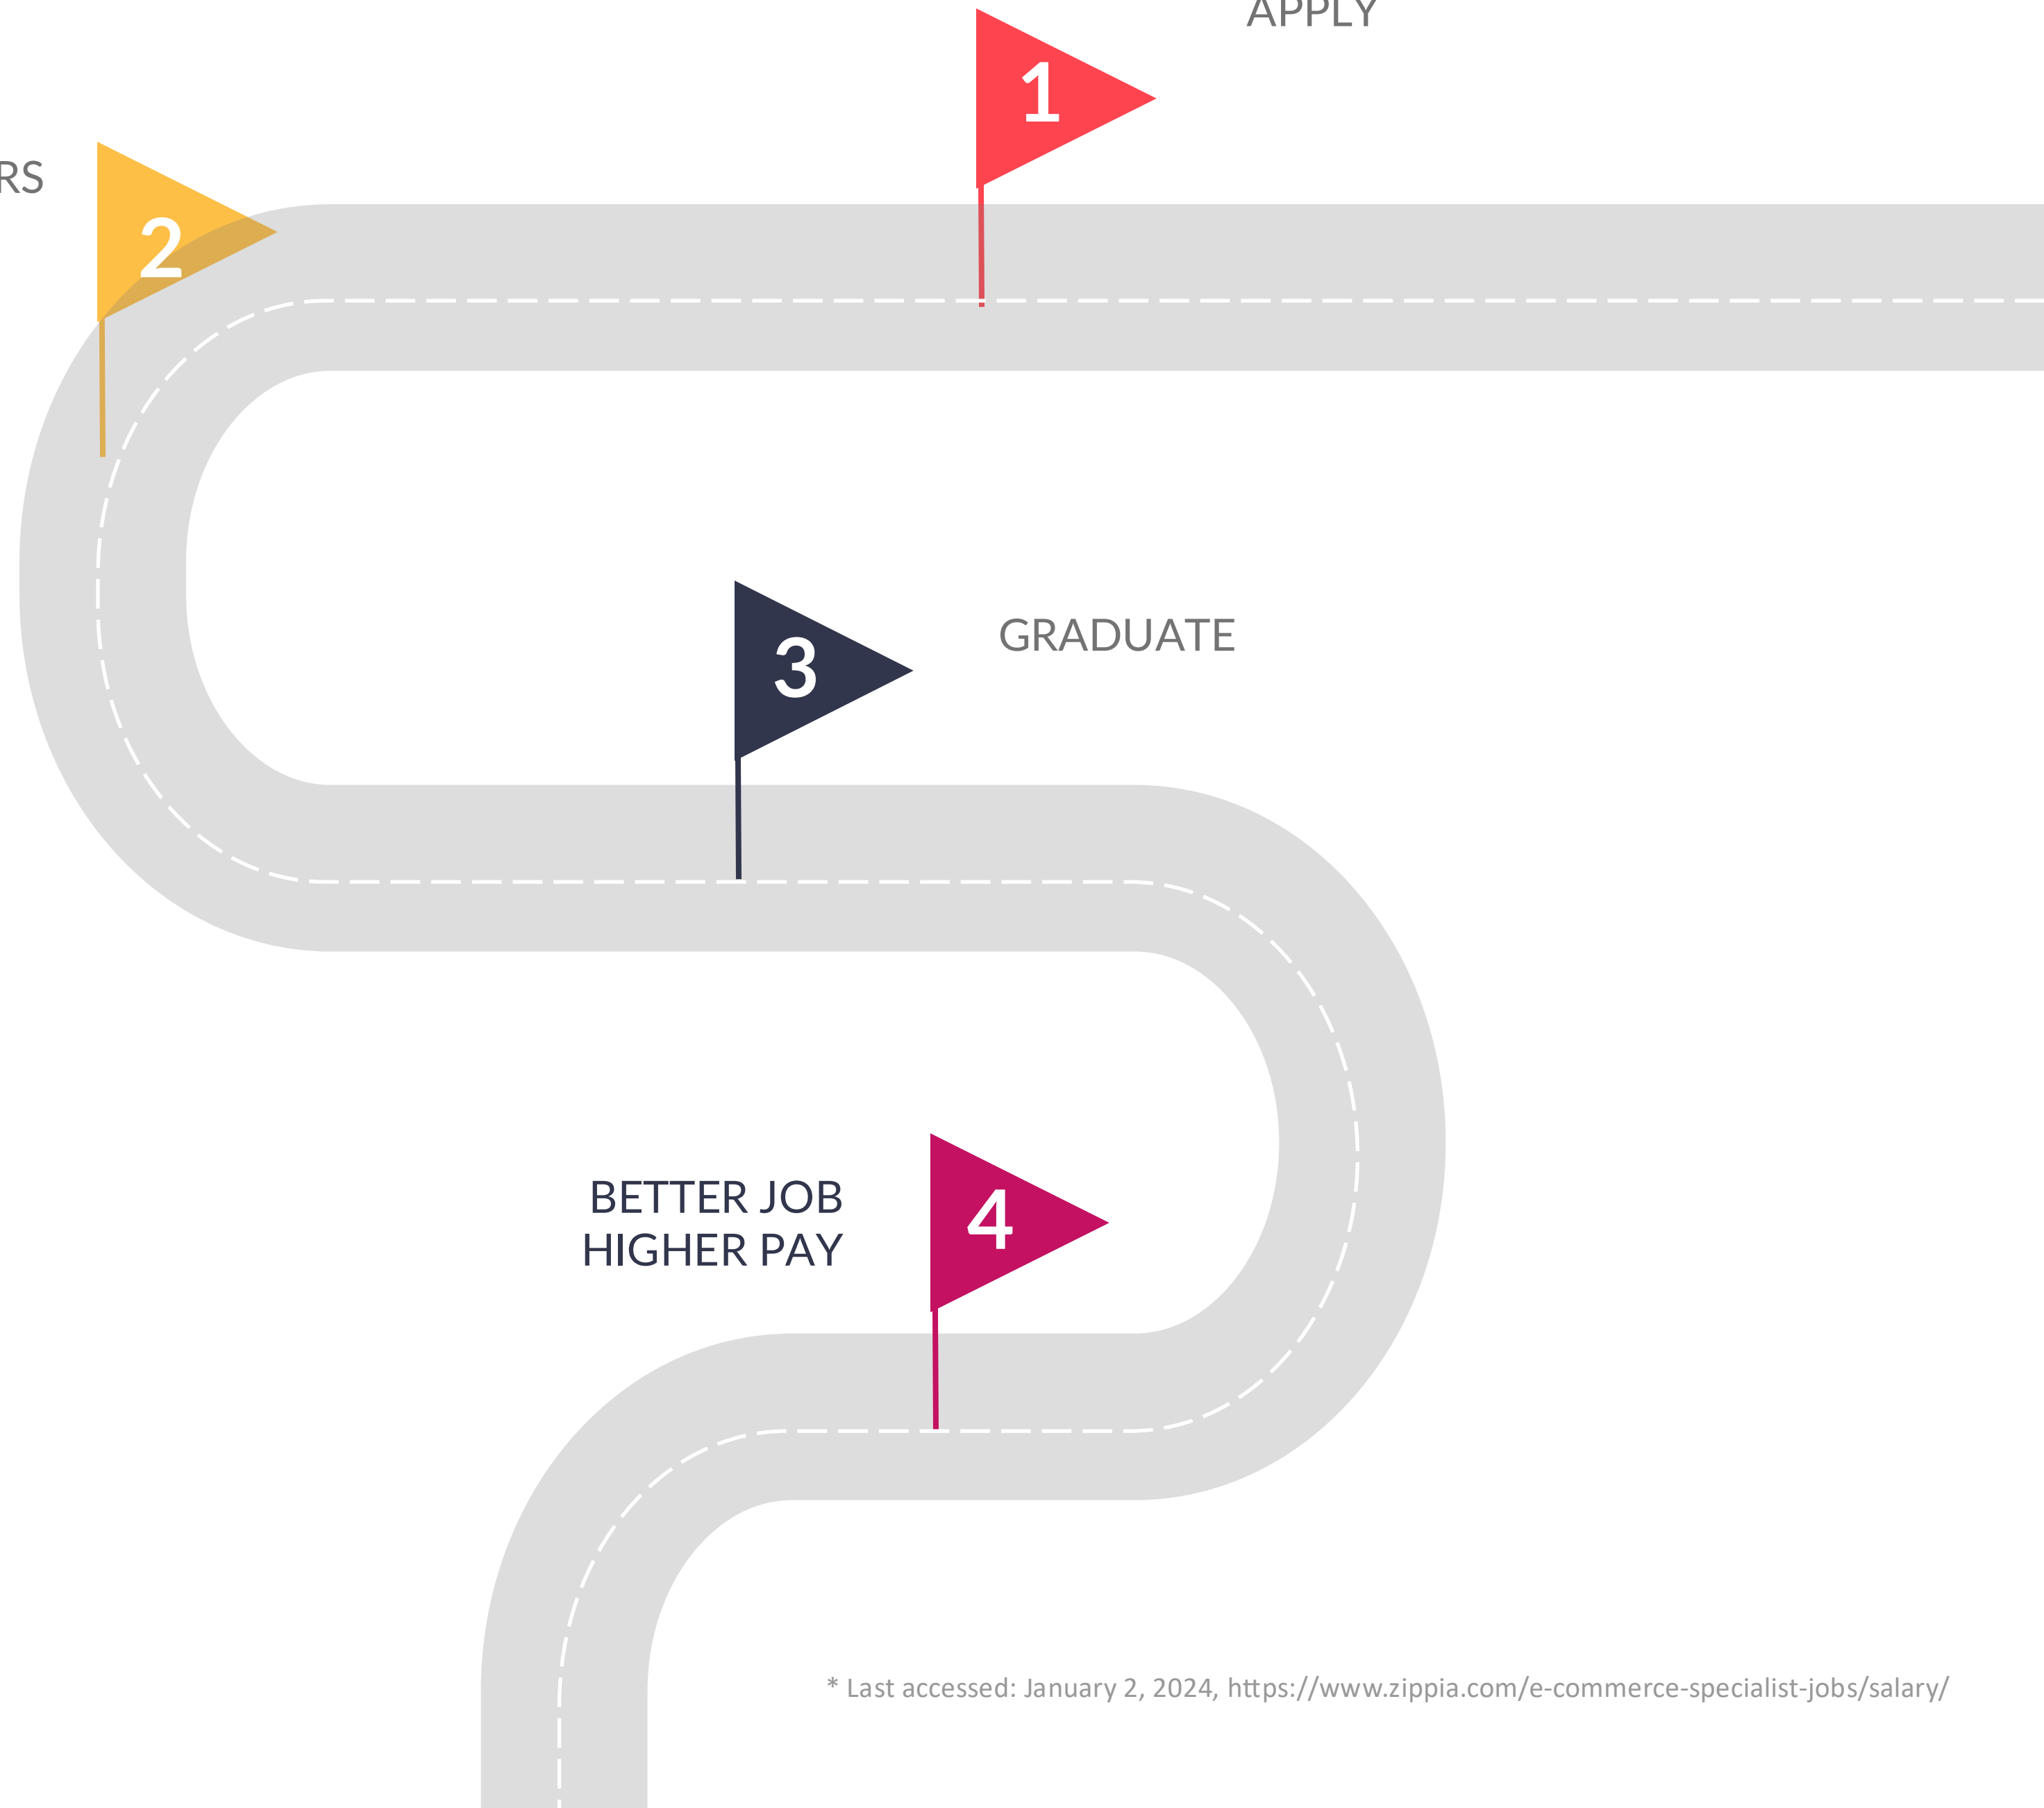 APPLY
1
RS
2
3
GRADUATE
4
BETTER JOB
HIGHER PAY
* Last accessed: January 2, 2024, https://www.zippia.com/e-commerce-specialist-jobs/salary/